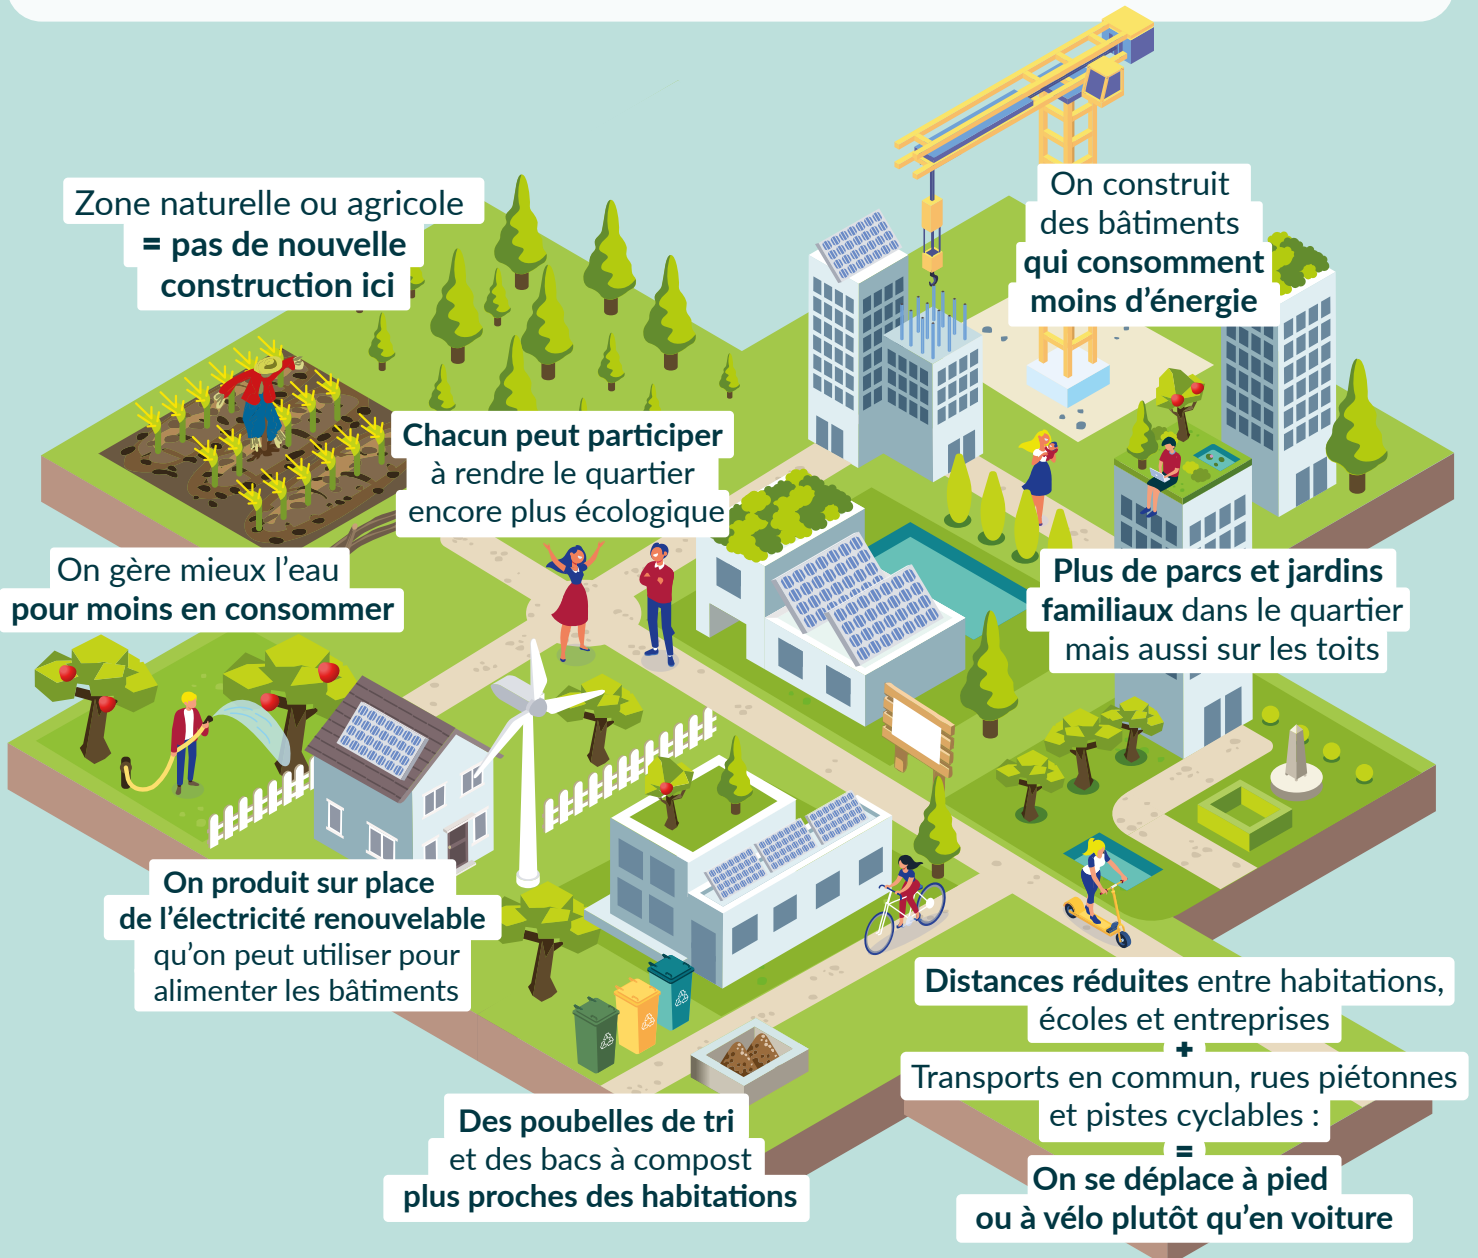 Zone naturelle ou agricole
= pas de nouvelle
construction ici
On construit
des bâtiments
qui consomment
moins d’énergie
Chacun peut participer
à rendre le quartier
encore plus écologique
On gère mieux l’eau
pour moins en consommer
Plus de parcs et jardins
familiaux dans le quartier
mais aussi sur les toits
On produit sur place
de l’électricité renouvelable
qu’on peut utiliser pour
alimenter les bâtiments
Distances réduites entre habitations,
écoles et entreprises
+
Transports en commun, rues piétonnes
et pistes cyclables :
=
On se déplace à pied
ou à vélo plutôt qu’en voiture
Des poubelles de tri
et des bacs à compost
plus proches des habitations